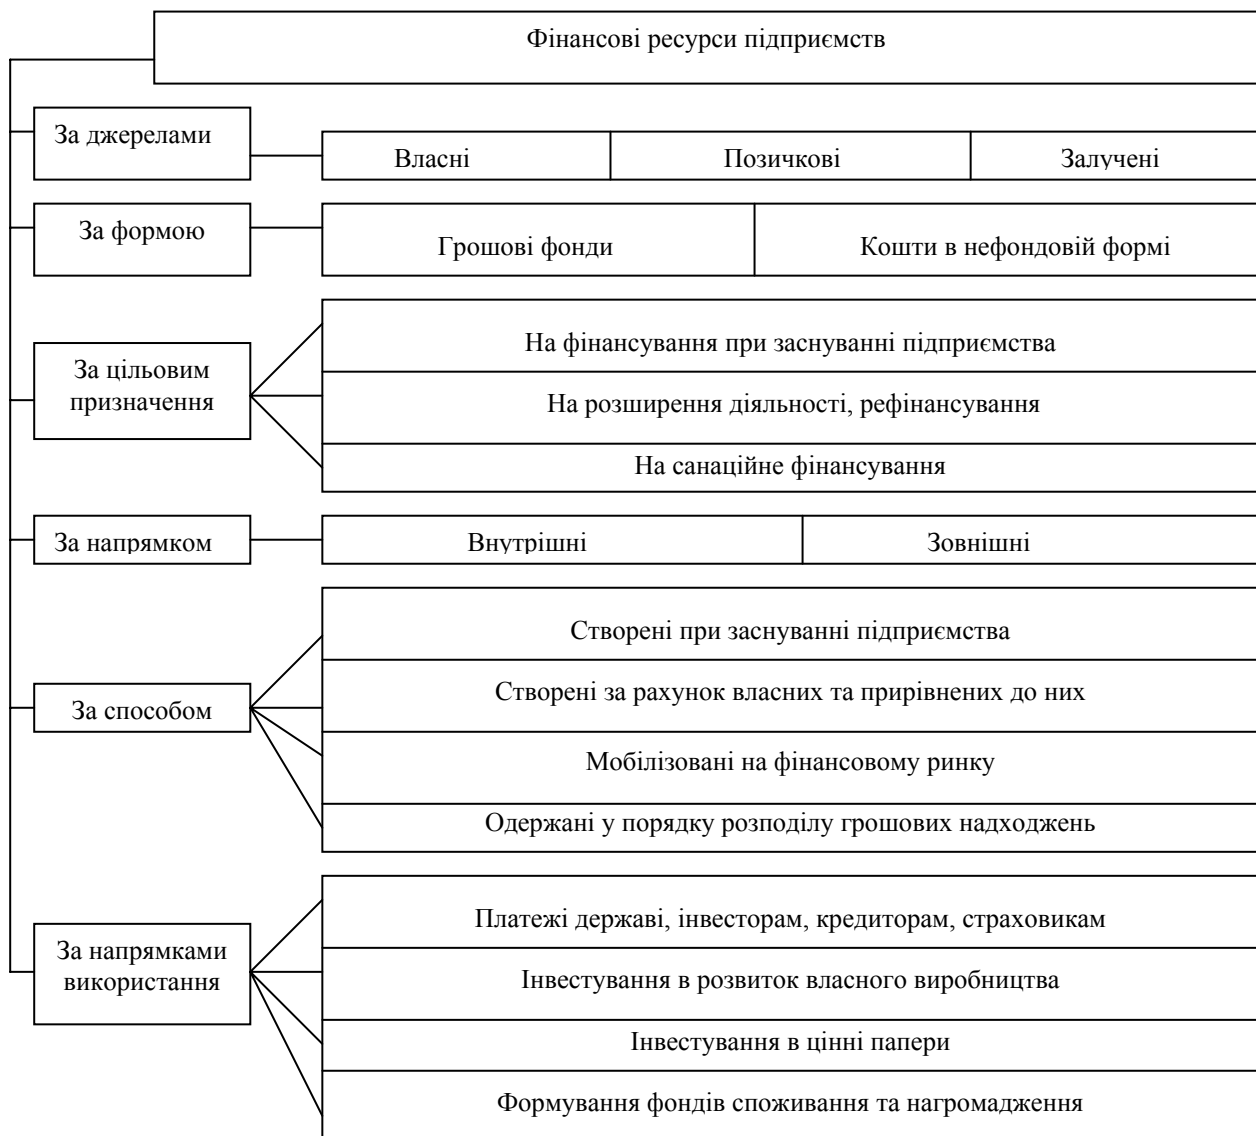 Фінансові ресурси підприємств
За джерелами
Власні
Позичкові
Залучені
За формою
Грошові фонди
Кошти в нефондовій формі
За цільовим
призначення
На фінансування при заснуванні підприємства
На розширення діяльності, рефінансування
На санаційне фінансування
За напрямком
Внутрішні
Зовнішні
За способом
Створені при заснуванні підприємства
Створені за рахунок власних та прирівнених до них
Мобілізовані на фінансовому ринку
Одержані у порядку розподілу грошових надходжень
За напрямками
використання
Платежі державі, інвесторам, кредиторам, страховикам
Інвестування в розвиток власного виробництва
Інвестування в цінні папери
Формування фондів споживання та нагромадження